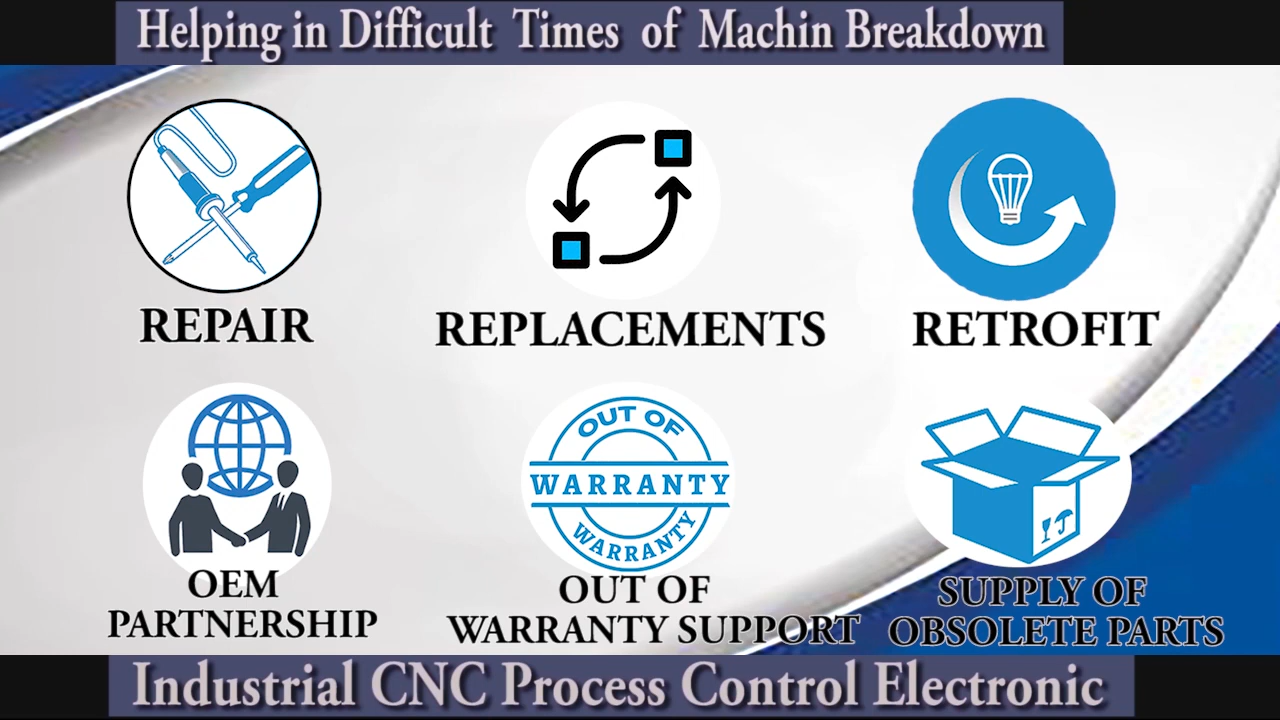 Helping in Difficult Times of Machin Breakdown
REPAIR
REPLACEMENTS
RETROFIT
OEM
PARTNERSHIP
OUT OF
WARRANTY
WARRANTY
OUT OF
WARRANTY SUPPORT
SUPPLY OF
OBSOLETE PARTS
Industrial CNC Process Control Electronic